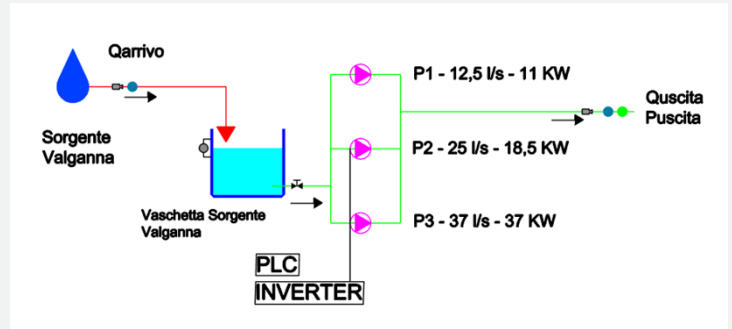 Qarrivo
Sorgente
Valganna
Vaschetta Sorgente
Valganna
PLC
INVERTER
P1 - 12,5 l/s - 11 KW
P2 - 25 l/s - 18,5 KW
P3 - 37 l/s - 37 KW
Quscita
Puscita